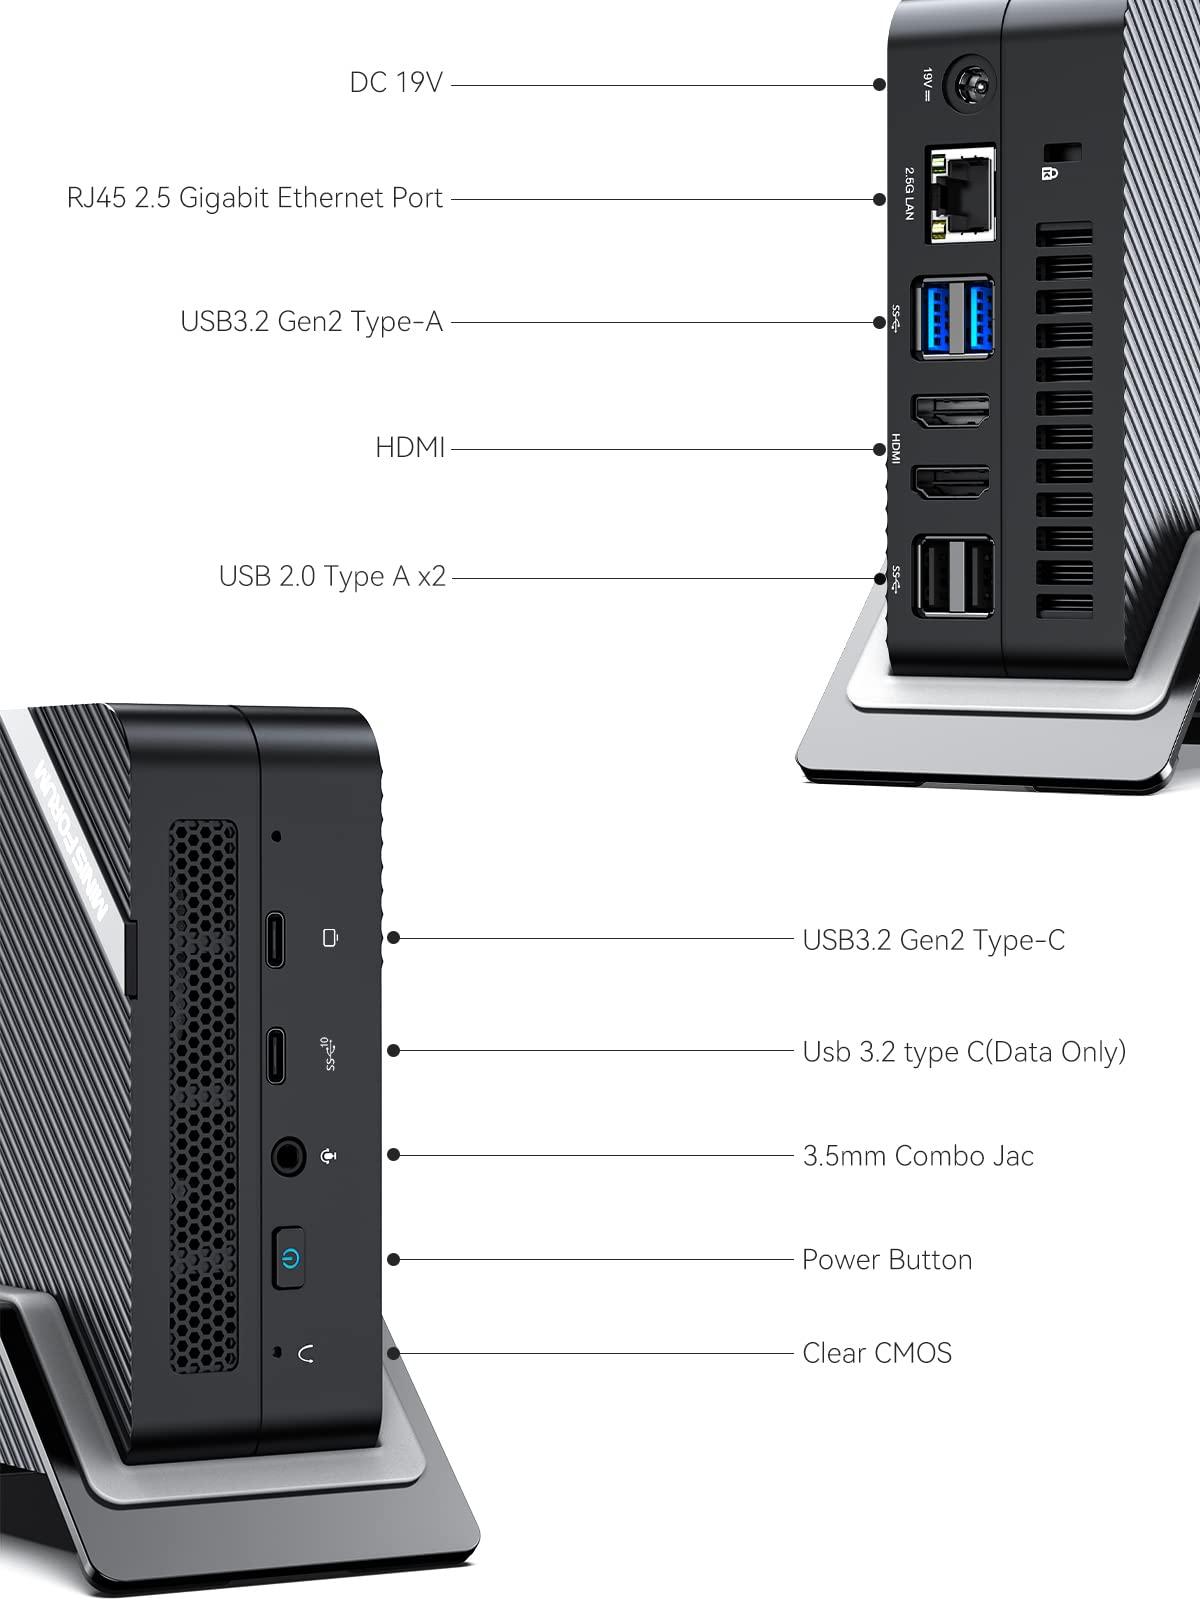 DC 19V
19V
RJ45 2.5 Gigabit Ethernet Port
2.5G LAN
USB3.2 Gen2 Type-A
SS
HDMI
HDMI
USB 2.0 Type A x2
SS
MINISFORUM
USB3.2 Gen2 Type-C
Usb 3.2 type C(Data Only)
SS 10
3.5mm Combo Jac
Power Button
Clear CMOS